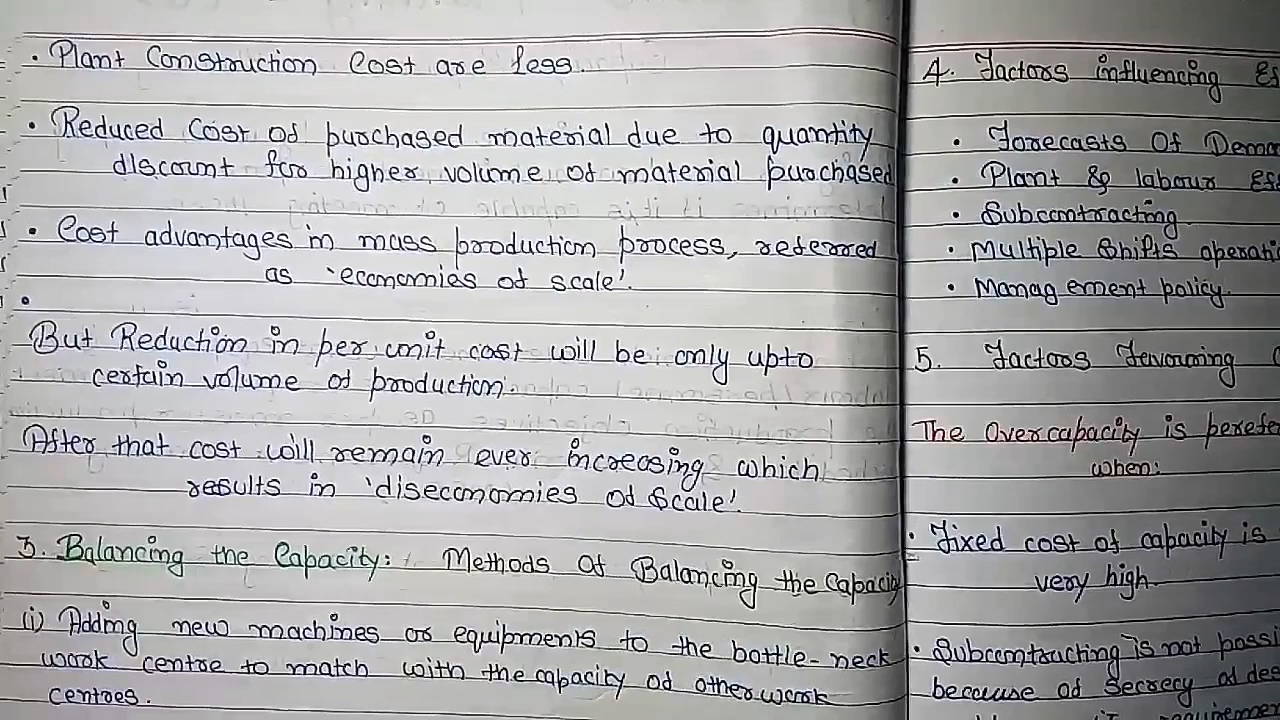 • Plant Construction Cost are less.
• Reduced Cost of purchased material due to quantity
discount for higher volume of material purchased
• Cost advantages in mass production process, referred
as 'economies of scale'.
•
But Reduction in per unit cost will be only upto
certain volume of production.
After that cost will remain ever increasing which
results in 'diseconomies of Scale'.
3. Balancing the Capacity: Methods Of Balancing the Capacity
(i) Adding new machines or equipments to the bottle-neck
work centre to match with the capacity of other work
centres.
4. Factors influencing
• Forecasts Of
• Plant & labour
• Subcontracting
• Multiple Shifts
• Management policy.
5. Factors Favouring
The Overcapacity is
when:
• Fixed cost of capacity is
very high.
• Subcontracting is not
because of secrecy of